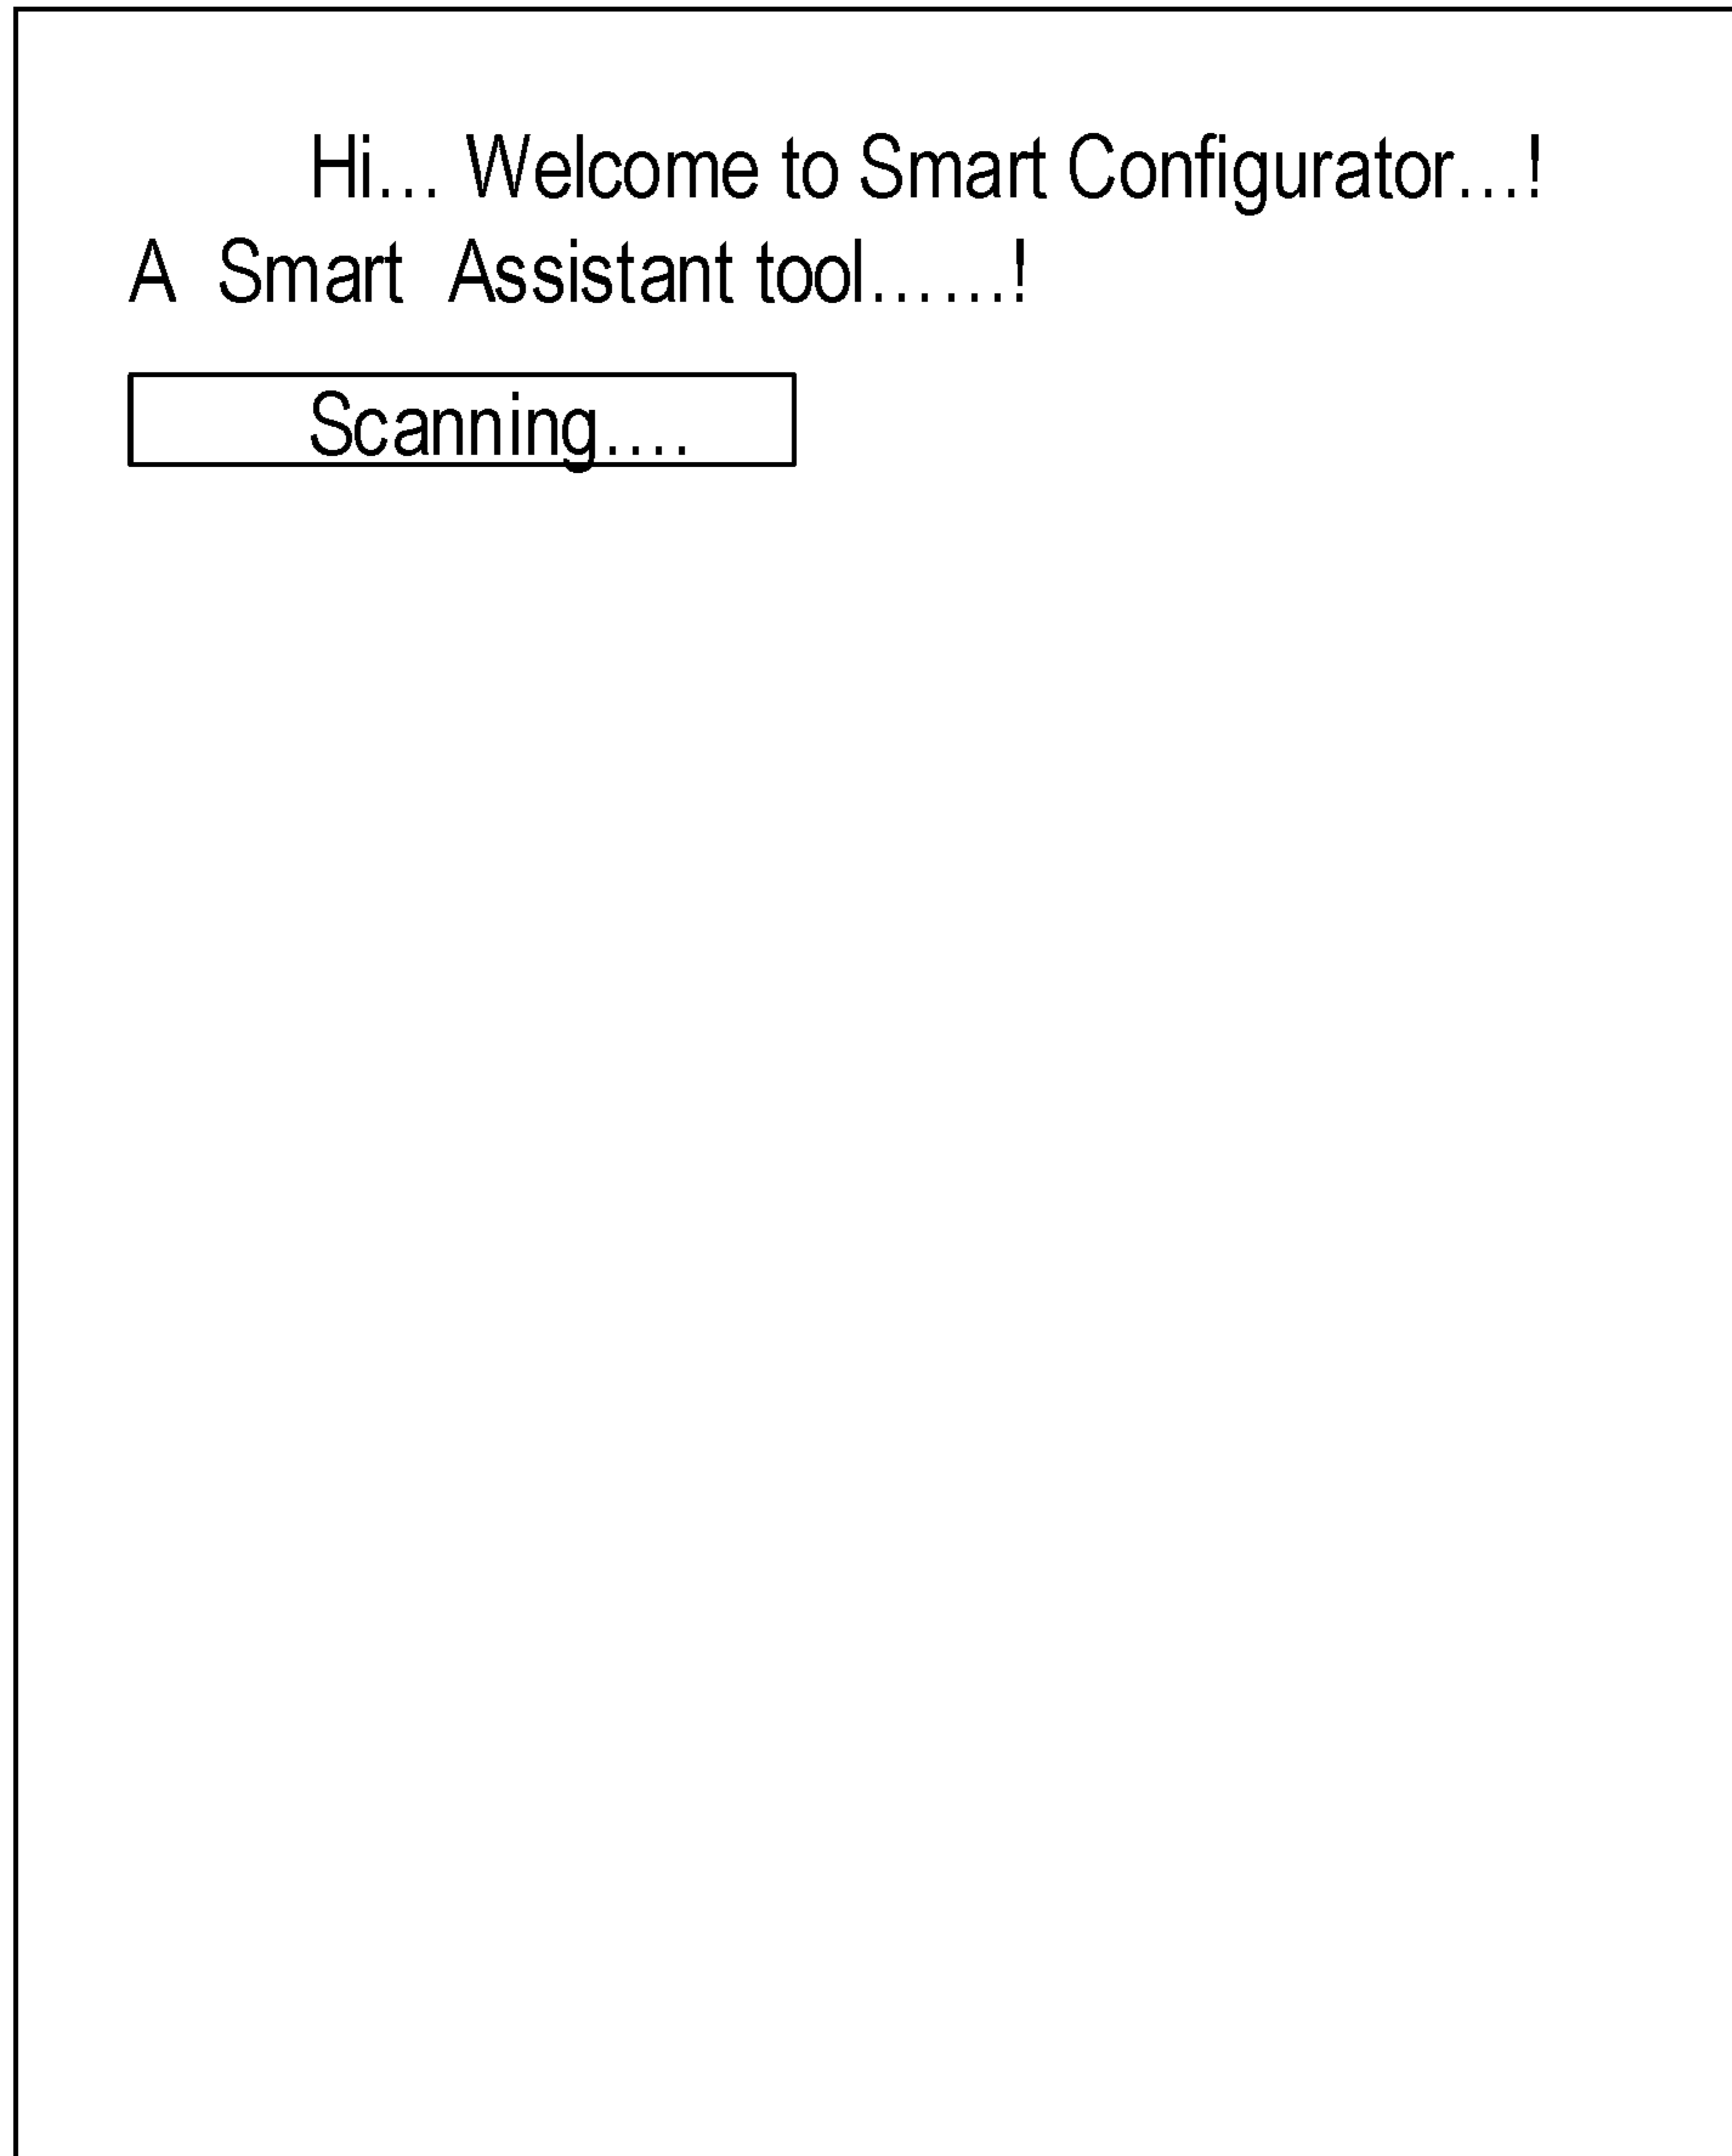 Hi... Welcome to Smart Configurator...!
A Smart Assistant tool......!
Scanning....